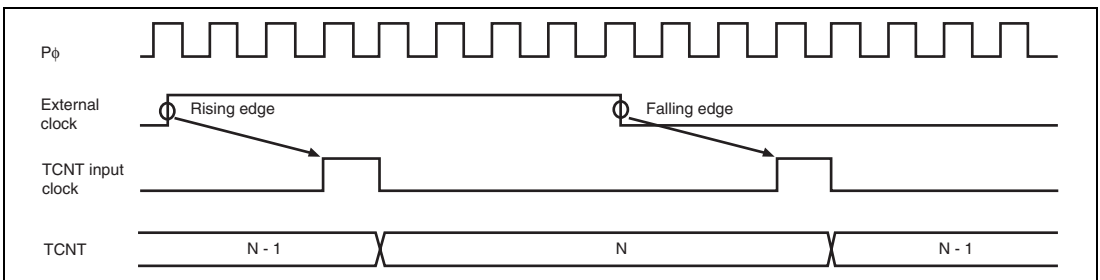 Pφ
External
clock
Rising edge
Falling edge
TCNT input
clock
TCNT
N - 1
N
N - 1